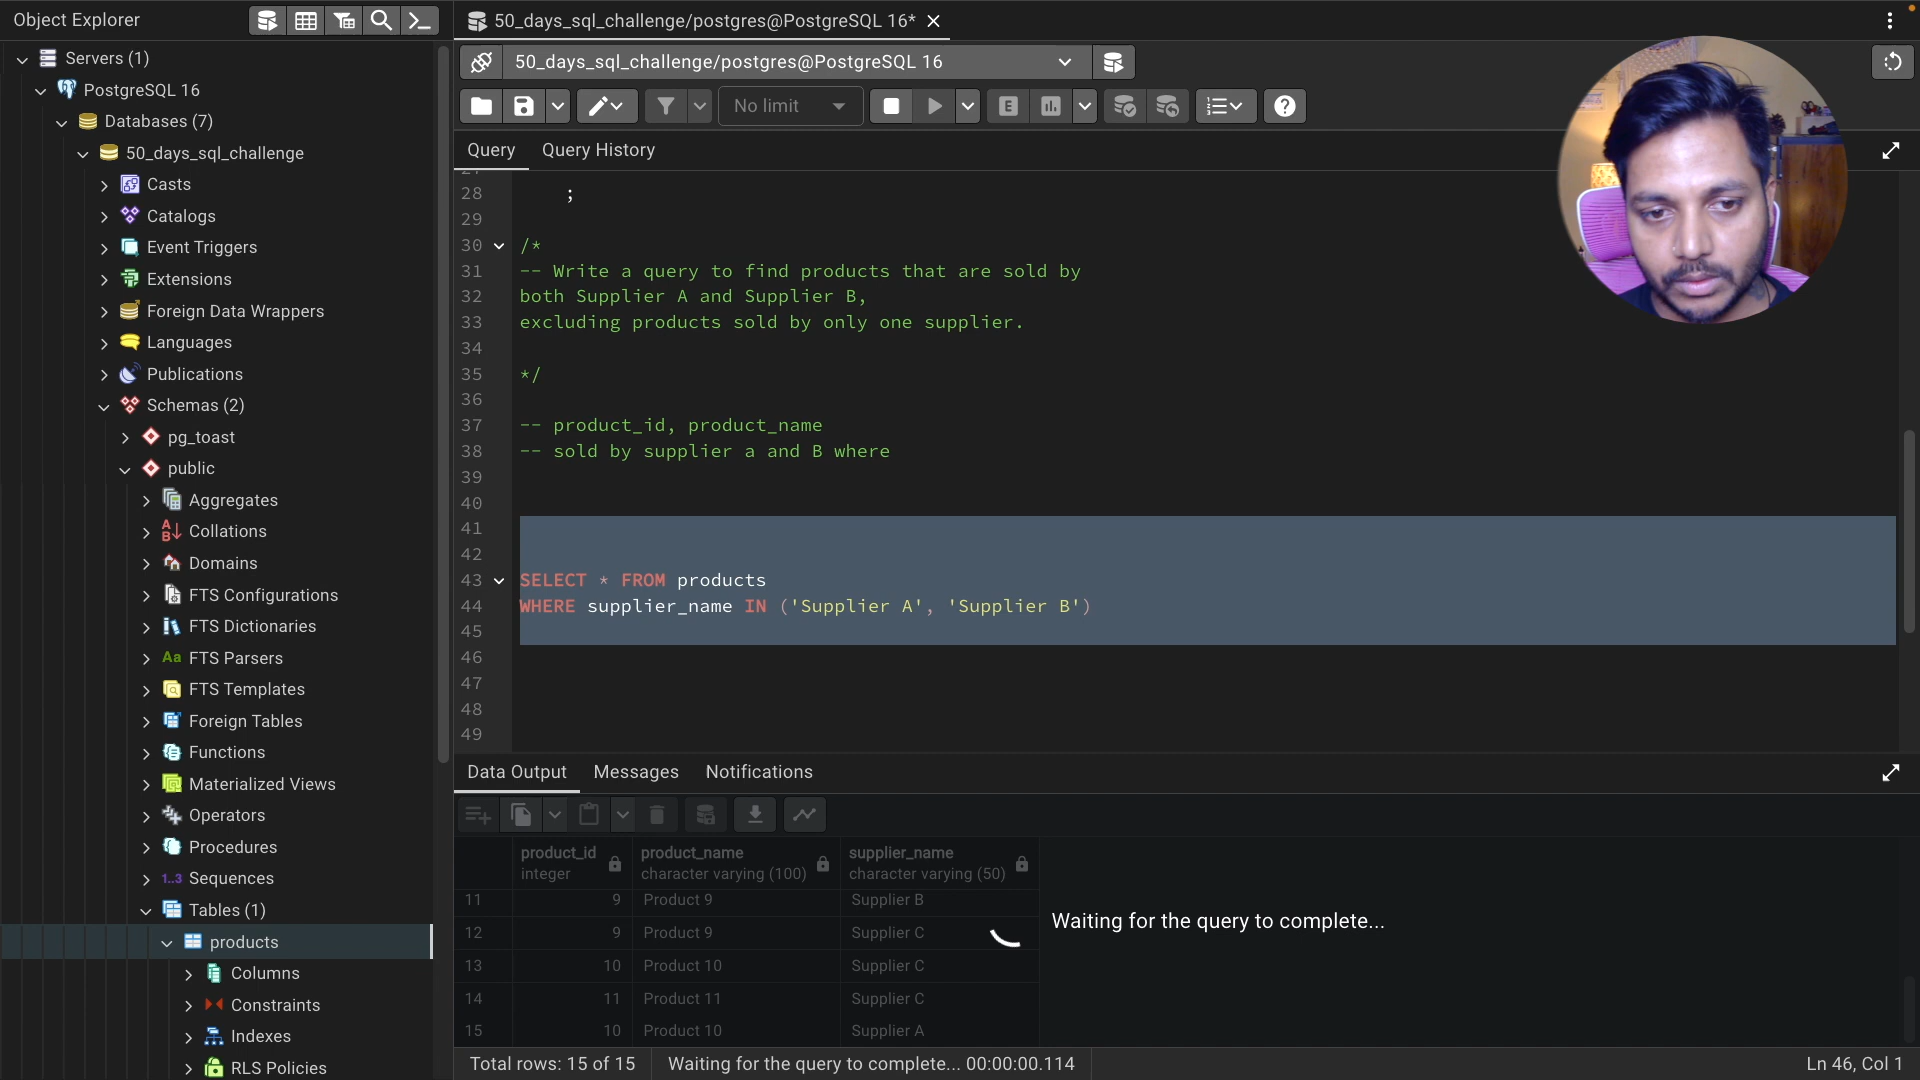 Object Explorer
50_days_sql_challenge/postgres@PostgreSQL 16*
Servers (1)
PostgreSQL 16
Databases (7)
50_days_sql_challenge
Casts
Catalogs
Event Triggers
Extensions
Foreign Data Wrappers
Languages
Publications
Schemas (2)
pg_toast
public
Aggregates
Collations
Domains
FTS Configurations
FTS Dictionaries
Aa FTS Parsers
FTS Templates
Foreign Tables
Functions
Materialized Views
Operators
Procedures
1..3 Sequences
Tables (1)
products
Columns
Constraints
Indexes
RLS Policies
50_days_sql_challenge/postgres@PostgreSQL 16
No limit
E
Query Query History
28 ;
29
30 /*
31 -- Write a query to find products that are sold by
32 both Supplier A and Supplier B,
33 excluding products sold by only one supplier.
34
35 */
36
37 -- product_id, product_name
38 -- sold by supplier a and B where
39
40
41
42
43 SELECT * FROM products
44 WHERE supplier_name IN ('Supplier A', 'Supplier B')
45
46
47
48
49
Data Output Messages Notifications
product_id product_name supplier_name
integer character varying (100) character varying (50)
11 9 Product 9 Supplier B
12 9 Product 9 Supplier C
13 10 Product 10 Supplier C
14 11 Product 11 Supplier C
15 10 Product 10 Supplier A
Waiting for the query to complete...
Total rows: 15 of 15 Waiting for the query to complete... 00:00:00.114 Ln 46, Col 1